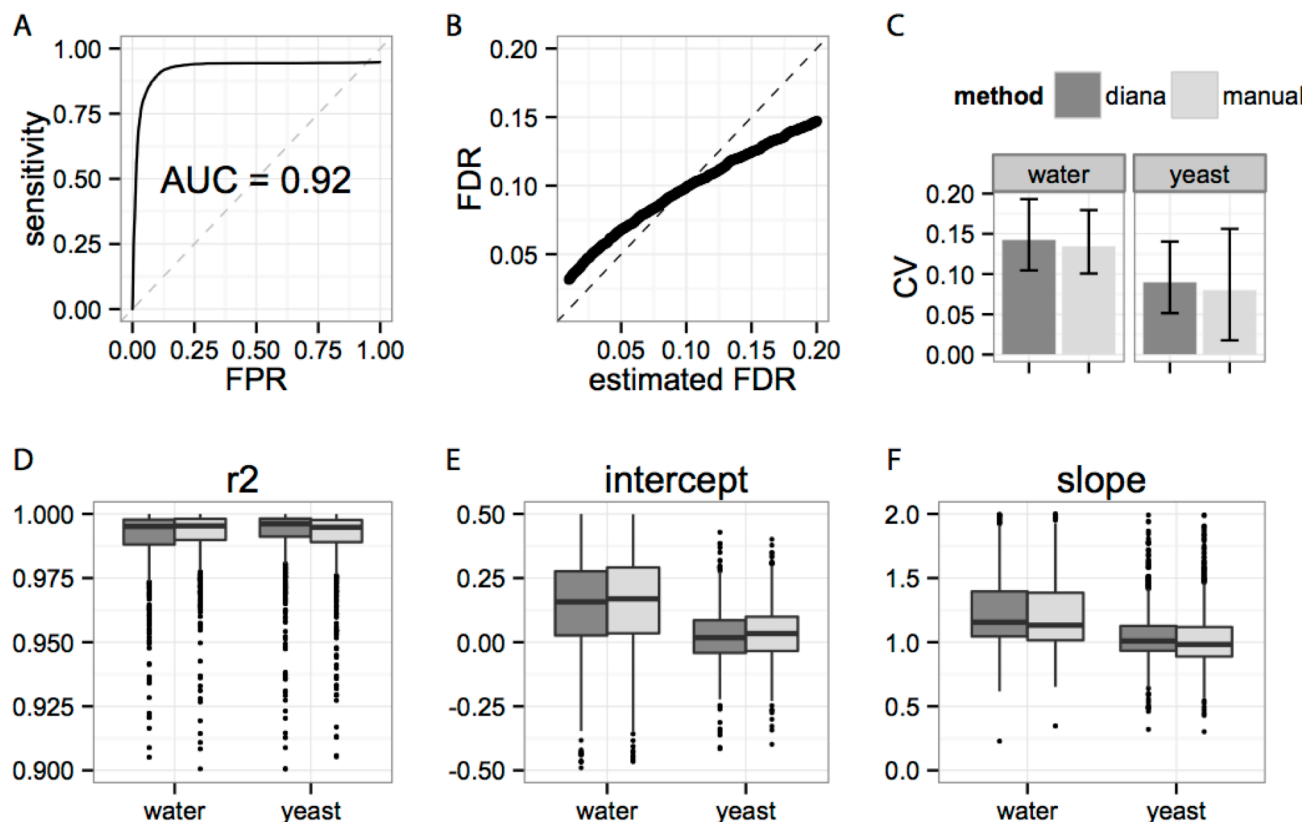 A
1.00
0.75
0.50
0.25
0.00
sensitivity
AUC = 0.92
0.00 0.25 0.50 0.75 1.00
FPR
B
0.20
0.15
0.10
0.05
FDR
0.05 0.10 0.15 0.20
estimated FDR
C
method diana manual
water yeast
0.20
0.15
0.10
0.05
0.00
CV
D
r2
1.000
0.975
0.950
0.925
0.900
water yeast
E
intercept
0.50
0.25
0.00
-0.25
-0.50
water yeast
F
slope
2.0
1.5
1.0
0.5
0.0
water yeast